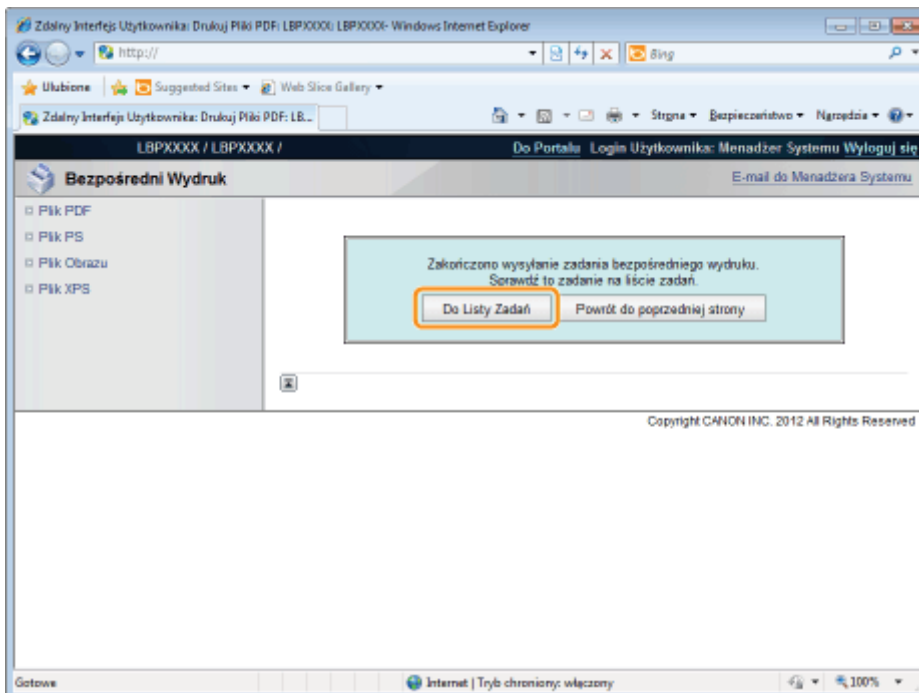 Zdalny Interfejs Użytkownika: Drukuj Pliki PDF: LBPXXXX: LBPXXXX- Windows Internet Explorer
http://
Bing
Ulubione Suggested Sites Web Slice Gallery
Zdalny Interfejs Użytkownika: Drukuj Pliki PDF: LB... Strona Bezpieczeństwo Narzędzia
LBPXXXX / LBPXXXX / Do Portalu Login Użytkownika: Menadżer Systemu Wyloguj się
Bezpośredni Wydruk E-mail do Menadżera Systemu
Plik PDF
Plik PS
Plik Obrazu
Plik XPS
Zakończono wysyłanie zadania bezpośredniego wydruku.
Sprawdź to zadanie na liście zadań.
Do Listy Zadań Powrót do poprzedniej strony
Copyright CANON INC. 2012 All Rights Reserved
Gotowe Internet | Tryb chroniony: włączony 100%